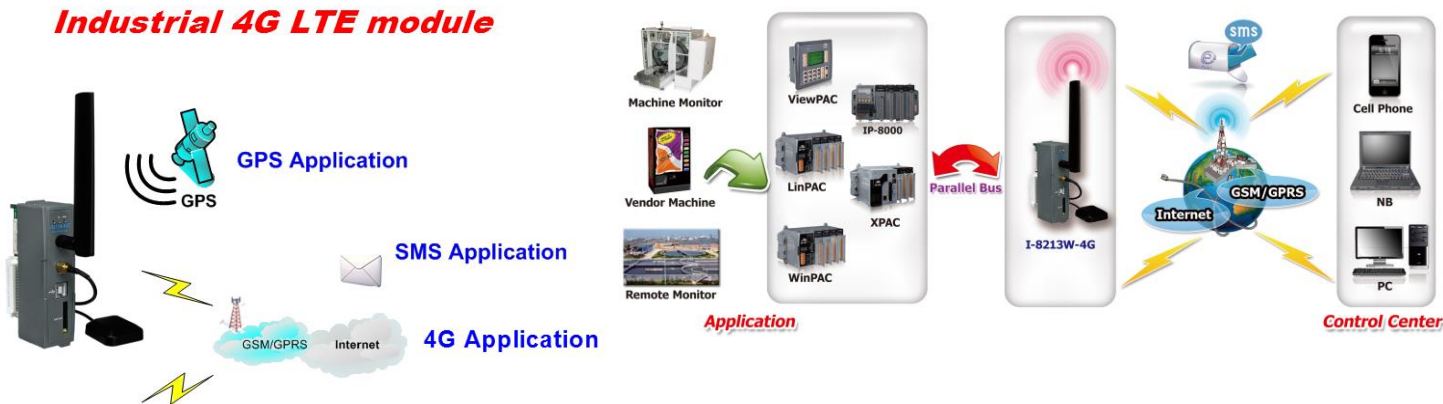 Industrial 4G LTE module
GPS
GPS Application
SMS Application
GSM/GPRS
Internet
4G Application
Machine Monitor
Vendor Machine
Remote Monitor
Application
ViewPAC
IP-8000
LinPAC
XPAC
WinPAC
Parallel Bus
I-8213W-4G
sms
e
GSM/GPRS
Internet
Cell Phone
NB
PC
Control Center